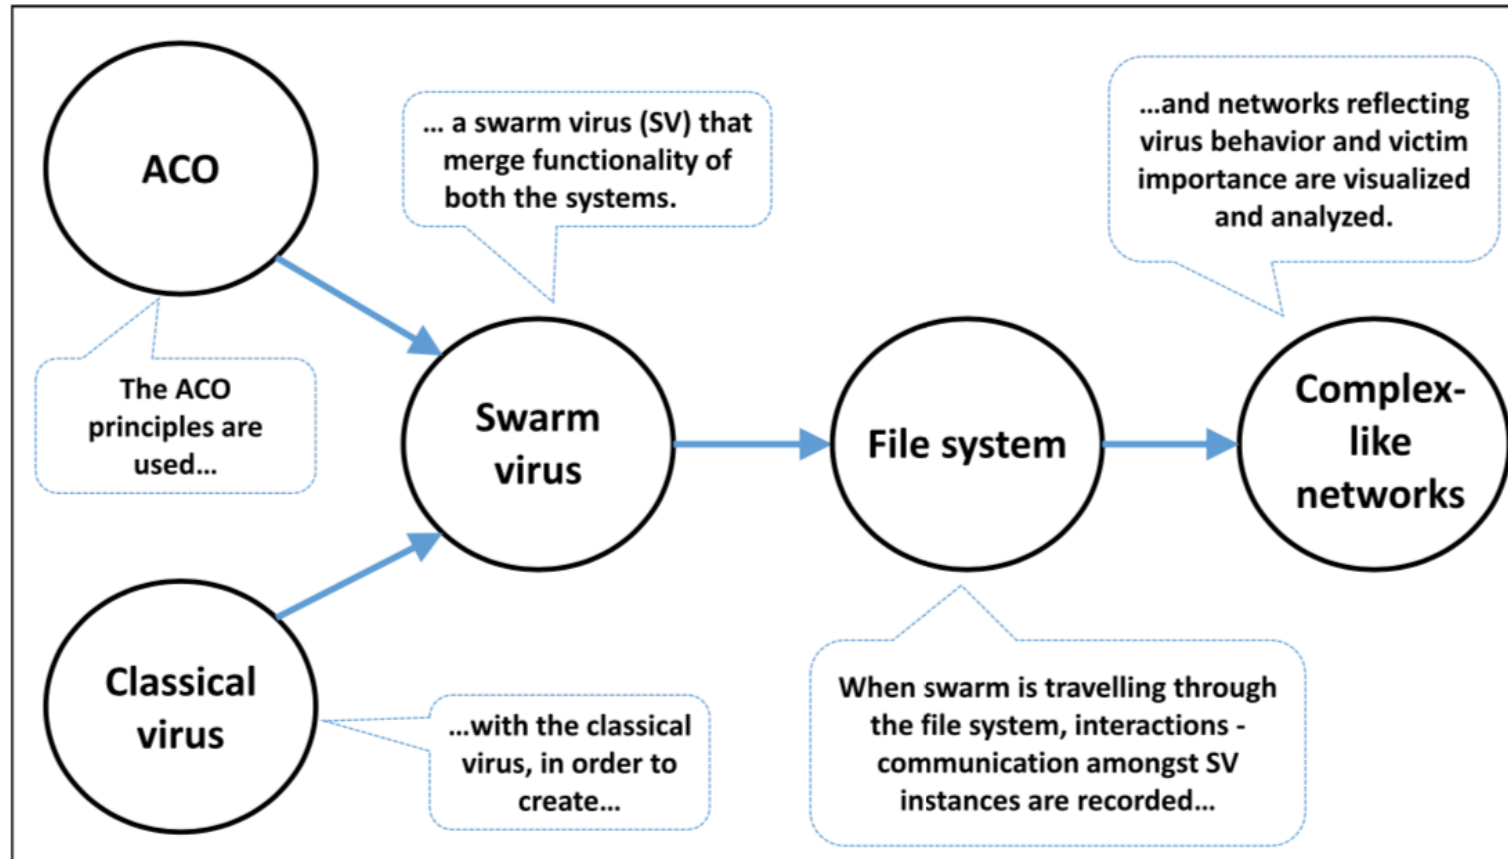 ACO
The ACO
principles are
used...
Classical
virus
...with the classical
virus, in order to
create...
... a swarm virus (SV) that
merge functionality of
both the systems.
Swarm
virus
File system
When swarm is travelling through
the file system, interactions -
communication amongst SV
instances are recorded...
...and networks reflecting
virus behavior and victim
importance are visualized
and analyzed.
Complex-
like
networks